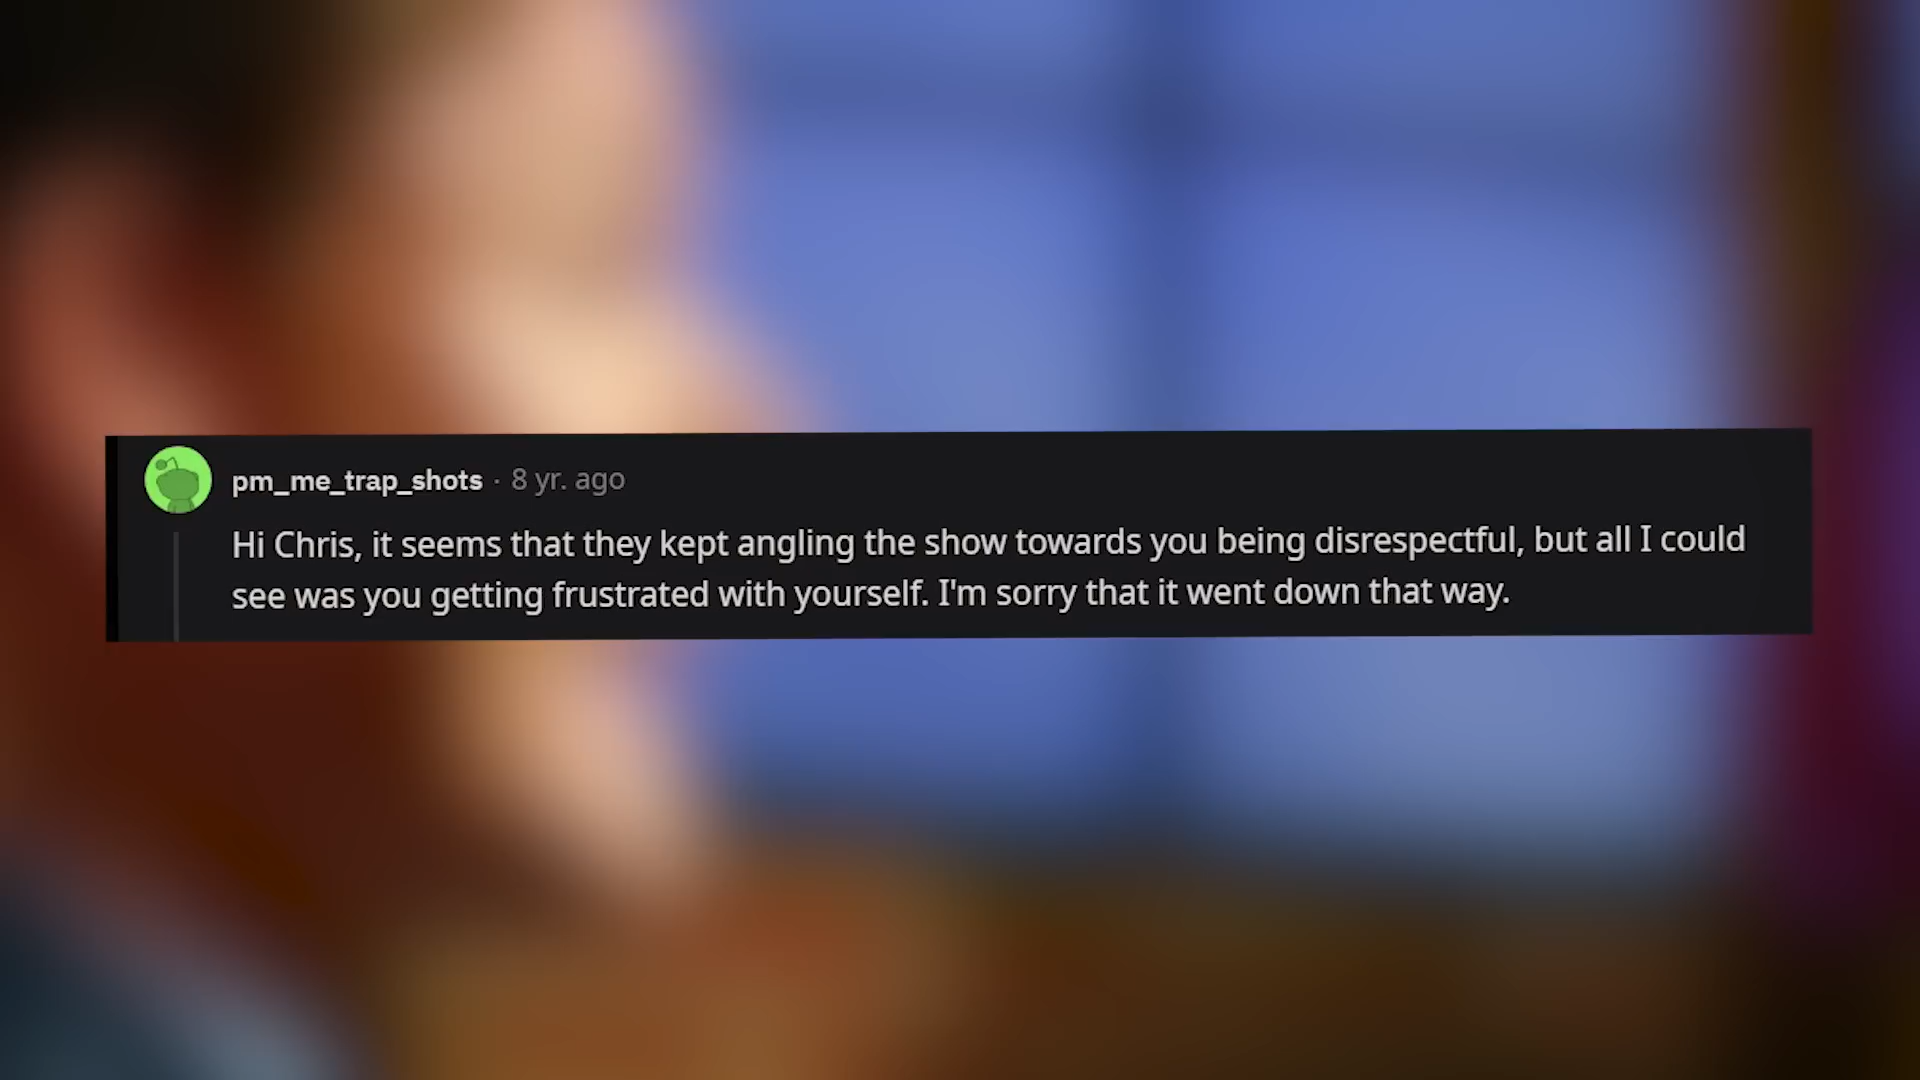 pm_me_trap_shots · 8 yr. ago
Hi Chris, it seems that they kept angling the show towards you being disrespectful, but all I could
see was you getting frustrated with yourself. I'm sorry that it went down that way.